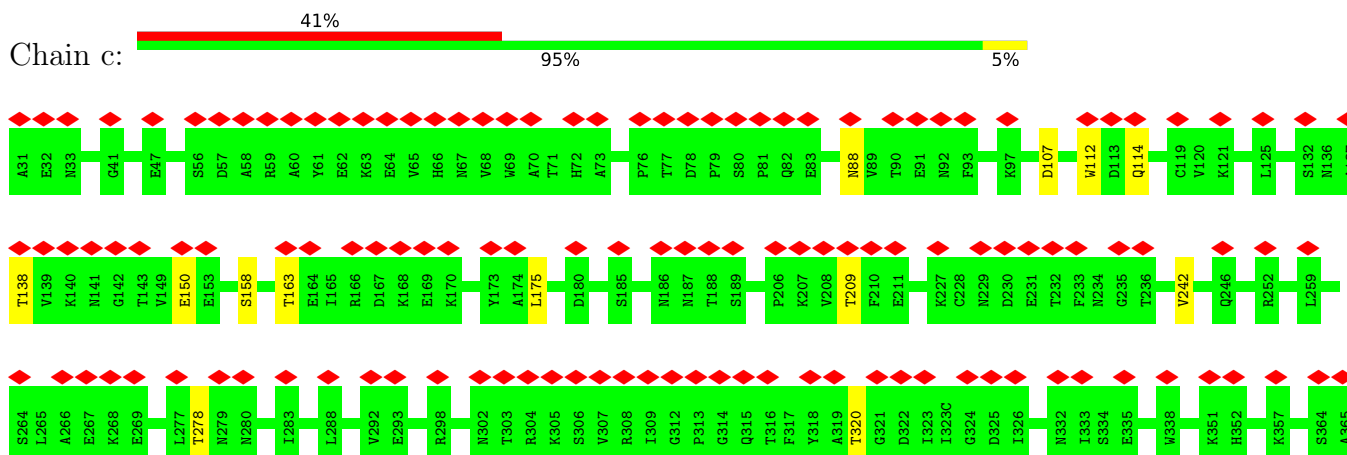 41%
Chain c:
95%
5%
A31 E32 N33 G41 E47 S56 D57 A58 R59 A60 Y61 E62 K63 E64 V65 H66 N67 V68 W69 A70 T71 H72 A73 P76 T77 D78 P79 S80 P81 Q82 E83 N88 V89 T90 E91 N92 F93 K97 D107 W112 D113 Q114 C119 V120 K121 L125 S132 N136
T138 V139 K140 N141 G142 T143 V149 E150 E153 S158 T163 E164 I165 R166 D167 K168 E169 K170 Y173 A174 L175 D180 S185 N186 N187 T188 S189 P206 K207 V208 T209 F210 E211 K227 C228 N229 D230 E231 T232 F233 N234 G235 T236 V242 Q246 R252 L259
S264 L265 A266 E267 K268 E269 L277 T278 N279 N280 I283 L288 V292 E293 R298 N302 T303 R304 K305 S306 V307 R308 I309 G312 P313 G314 Q315 T316 F317 Y318 A319 T320 G321 D322 I323 I323C G324 D325 I326 N332 I333 S334 E335 W338 K351 H352 K357 S364 A365